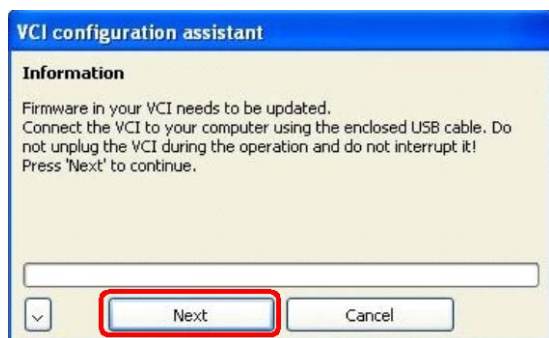 VCI configuration assistant
Information
Firmware in your VCI needs to be updated.
Connect the VCI to your computer using the enclosed USB cable. Do
not unplug the VCI during the operation and do not interrupt it!
Press 'Next' to continue.
Next
Cancel